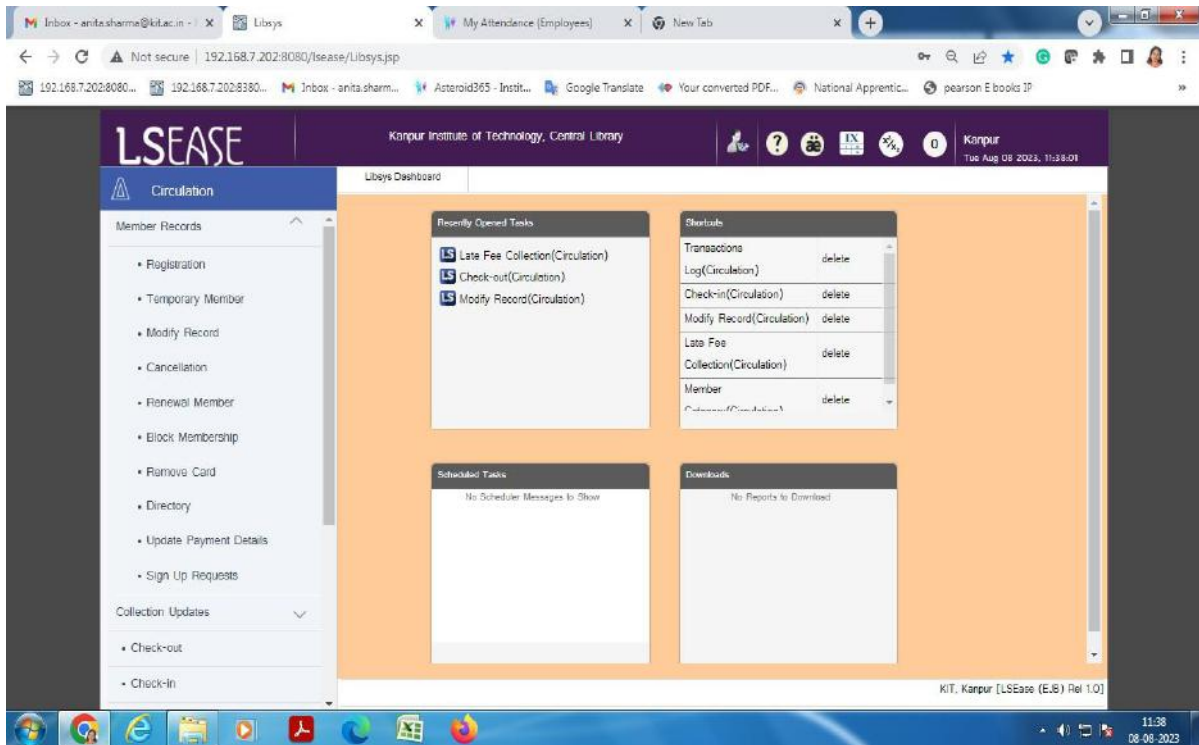 Inbox - anita.sharma@kit.ac.in -
Libsys
My Attendance (Employees)
New Tab
Not secure | 192.168.7.202:8080/lsease/Libsys.jsp
192.168.7.202:8080...
192.168.7.202:8380...
Inbox - anita.sharm...
Asteroid365 - Instit...
Google Translate
Your converted PDF...
National Apprentic...
pearson E books IP
LSEASE
Kanpur Institute of Technology, Central Library
0
Kanpur
Tue Aug 08 2023, 11:38:01
Circulation
Libsys Dashboard
Member Records
• Registration
• Temporary Member
• Modify Record
• Cancellation
• Renewal Member
• Block Membership
• Remove Card
• Directory
• Update Payment Details
• Sign Up Requests
Collection Updates
• Check-out
• Check-in
Recently Opened Tasks
LS Late Fee Collection(Circulation)
LS Check-out(Circulation)
LS Modify Record(Circulation)
Shortcuts
Transactions
Log(Circulation) delete
Check-in(Circulation) delete
Modify Record(Circulation) delete
Late Fee
Collection(Circulation) delete
Member
delete
Scheduled Tasks
No Scheduler Messages to Show
Downloads
No Reports to Download
KIT, Kanpur [LSEase (EJB) Rel 1.0]
11:38
08-08-2023